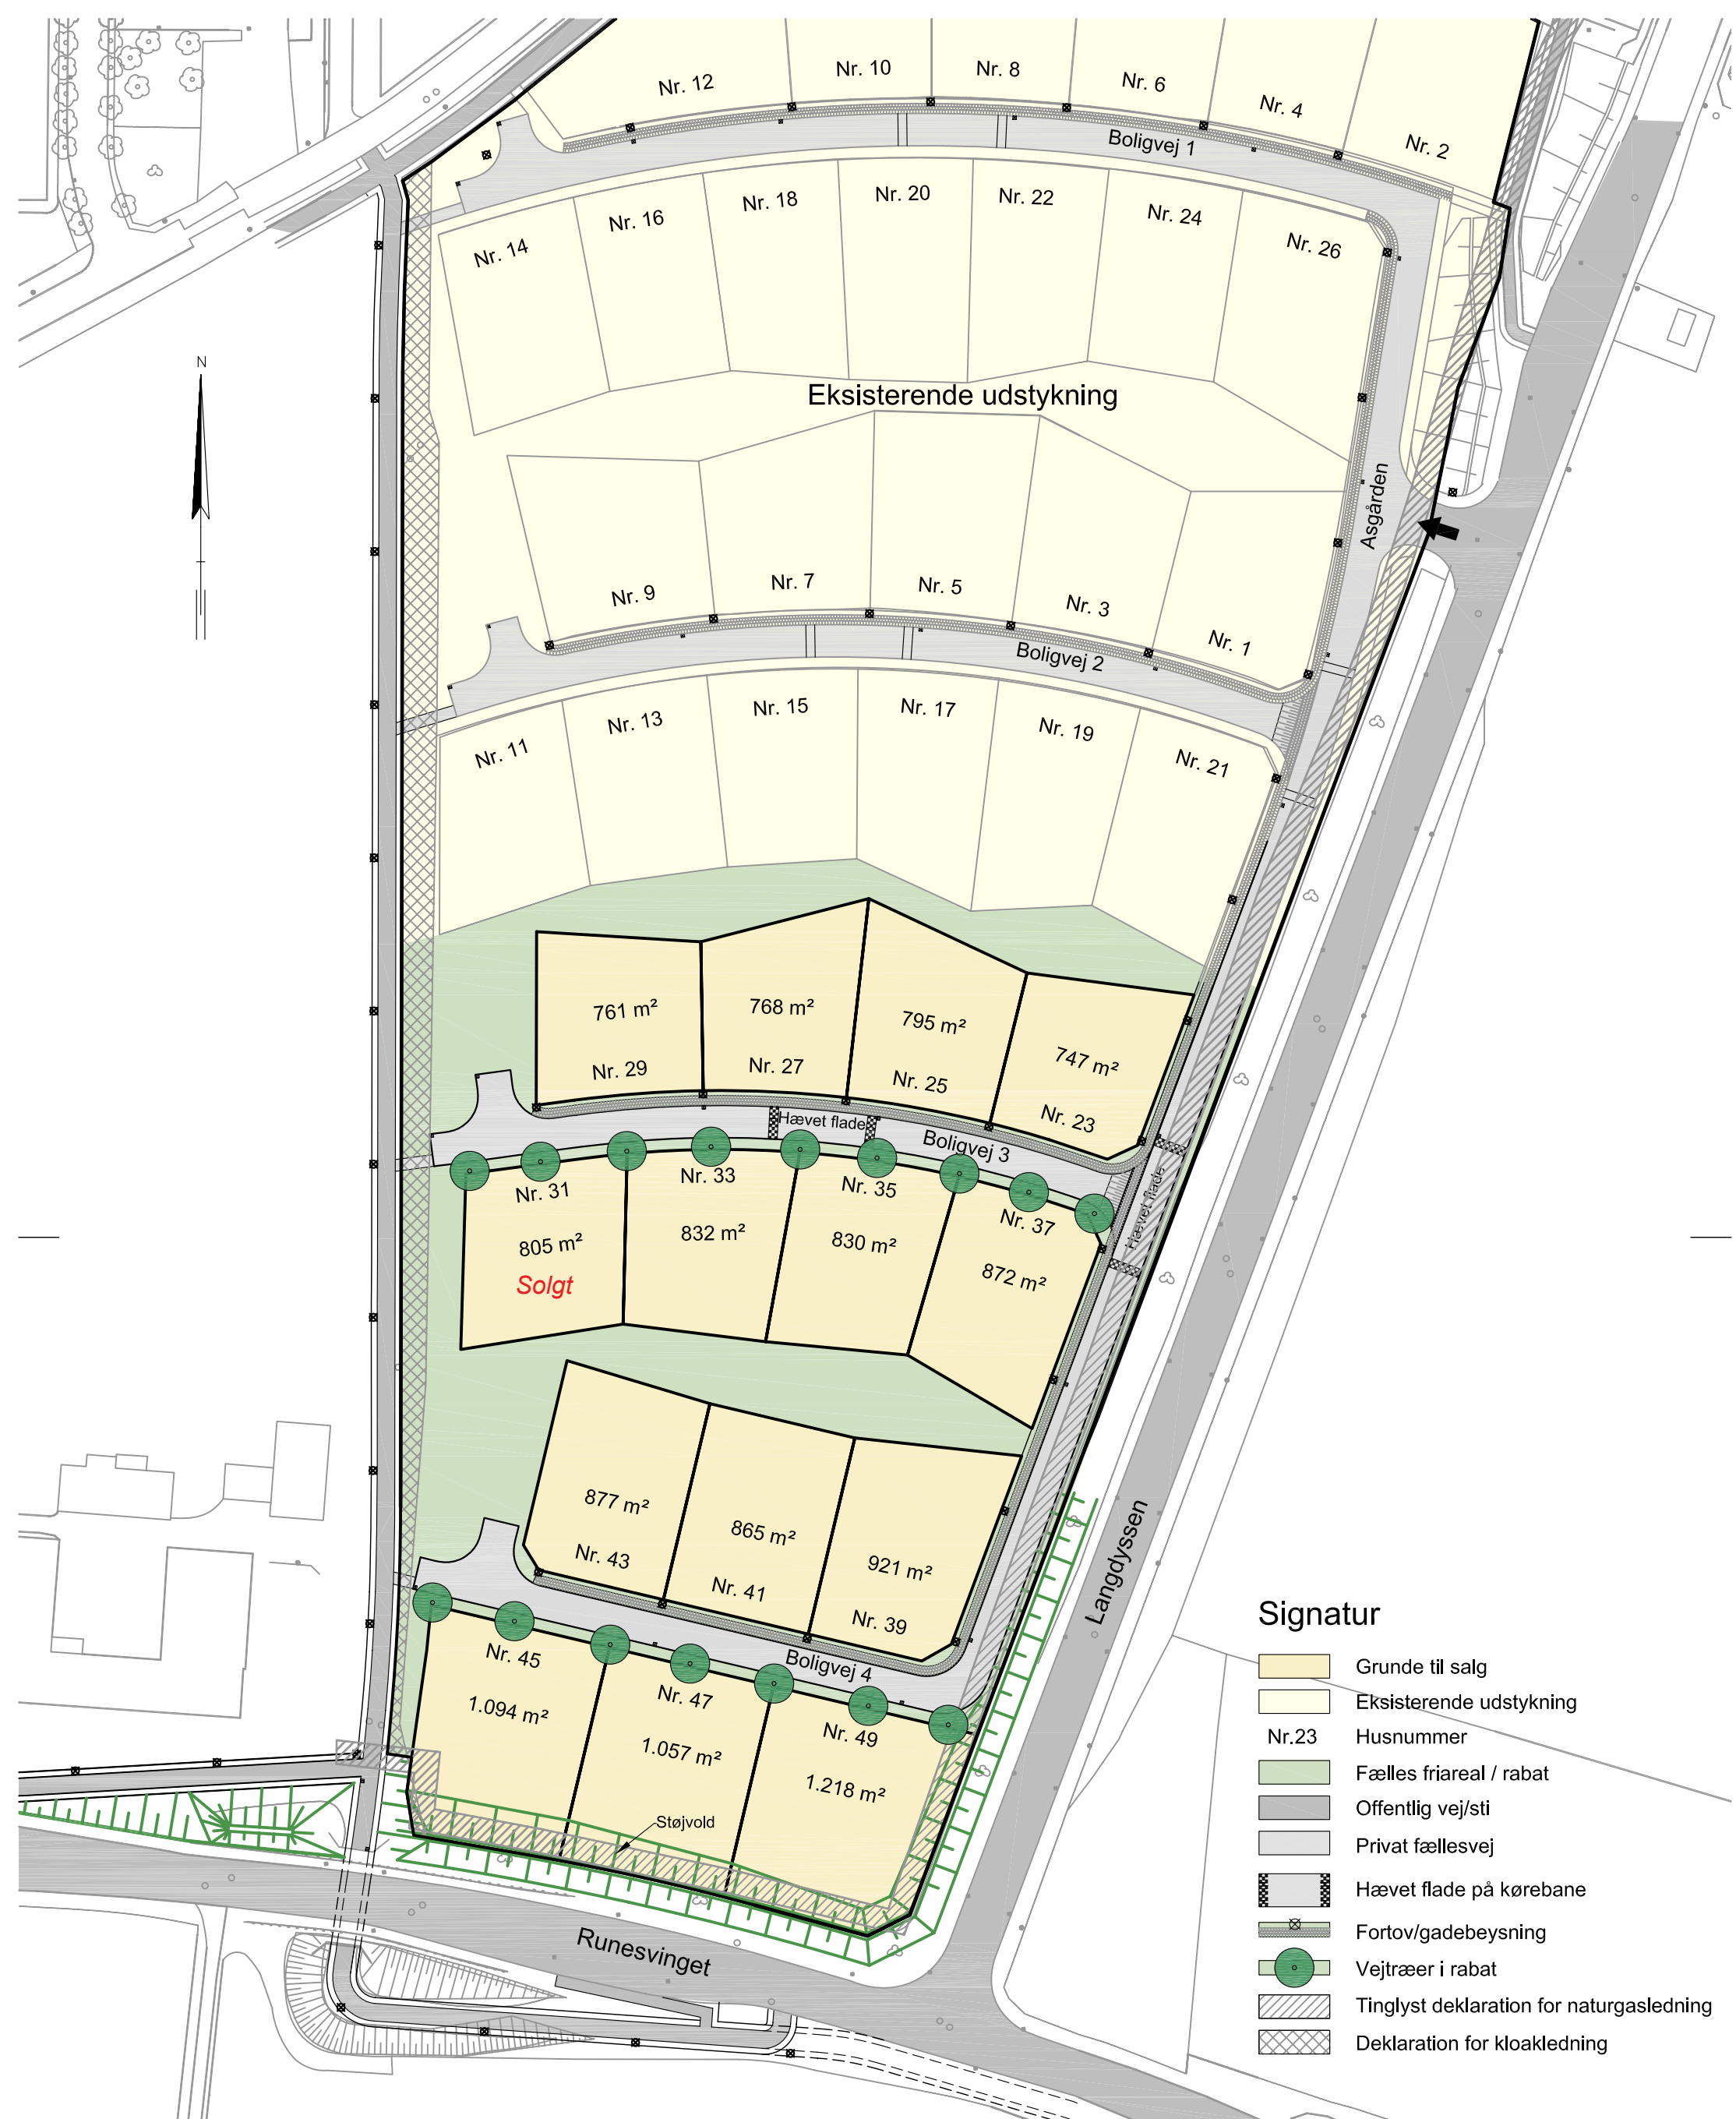 Nr. 12
Nr. 10
Nr. 8
Nr. 6
Nr. 4
Nr. 2
Boligvej 1
Nr. 14
Nr. 16
Nr. 18
Nr. 20
Nr. 22
Nr. 24
Nr. 26
N
Eksisterende udstykning
Asgården
Nr. 9
Nr. 7
Nr. 5
Nr. 3
Nr. 1
Boligvej 2
Nr. 11
Nr. 13
Nr. 15
Nr. 17
Nr. 19
Nr. 21
761 m²
768 m²
795 m²
747 m²
Nr. 29
Nr. 27
Nr. 25
Nr. 23
Hævet flade
Boligvej 3
Hævet flade
Nr. 31
Nr. 33
Nr. 35
Nr. 37
805 m²
832 m²
830 m²
872 m²
Solgt
877 m²
865 m²
921 m²
Nr. 43
Nr. 41
Nr. 39
Boligvej 4
Nr. 45
Nr. 47
Nr. 49
1.094 m²
1.057 m²
1.218 m²
Støjvold
Langdyssen
Runesvinget
Signatur
Grunde til salg
Eksisterende udstykning
Nr.23 Husnummer
Fælles friareal / rabat
Offentlig vej/sti
Privat fællesvej
Hævet flade på kørebane
Fortov/gadebeysning
Vejtræer i rabat
Tinglyst deklaration for naturgasledning
Deklaration for kloakledning